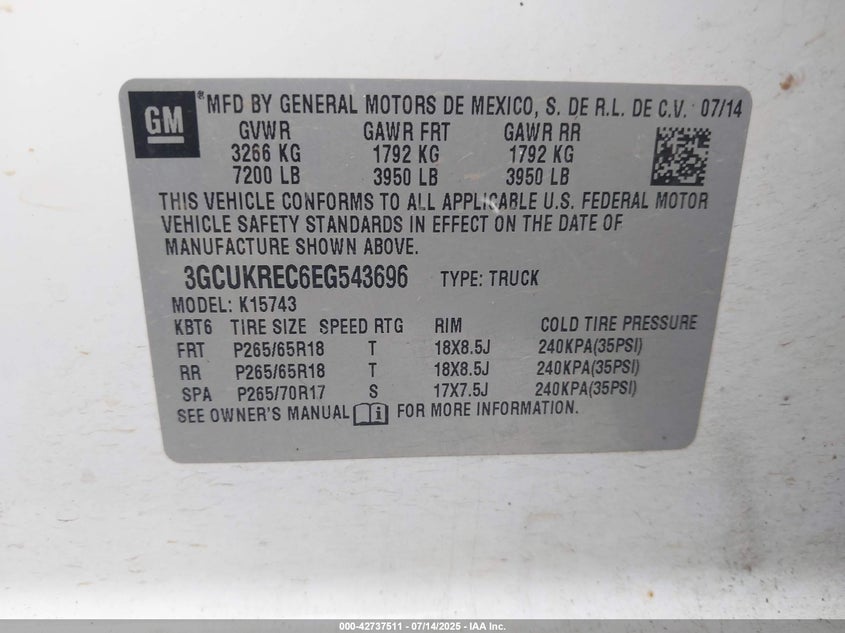 GM ® MFD BY GENERAL MOTORS DE MEXICO, S. DE R.L. DE C.V. 07/14
GVWR GAWR FRT GAWR RR
3266 KG 1792 KG 1792 KG
7200 LB 3950 LB 3950 LB
THIS VEHICLE CONFORMS TO ALL APPLICABLE U.S. FEDERAL MOTOR
VEHICLE SAFETY STANDARDS IN EFFECT ON THE DATE OF
MANUFACTURE SHOWN ABOVE.
3GCUKREC6EG543696 TYPE: TRUCK
MODEL: K15743
KBT6 TIRE SIZE SPEED RTG RIM COLD TIRE PRESSURE
FRT P265/65R18 T 18X8.5J 240KPA(35PSI)
RR P265/65R18 T 18X8.5J 240KPA(35PSI)
SPA P265/70R17 S 17X7.5J 240KPA(35PSI)
SEE OWNER'S MANUAL i FOR MORE INFORMATION.
000-42737511 - 07/14/2025 - IAA Inc.